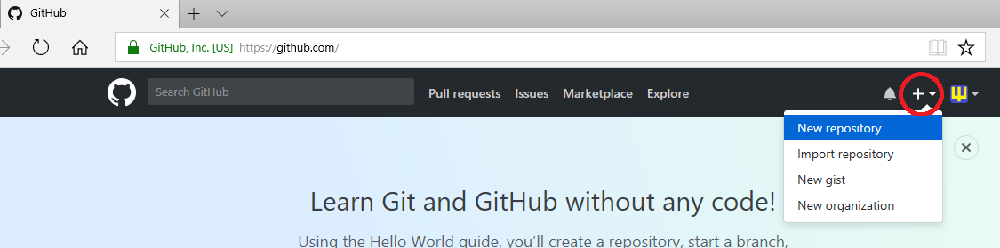 GitHub
GitHub, Inc. [US] https://github.com/
Search GitHub
Pull requests Issues Marketplace Explore
New repository
Import repository
New gist
New organization
Learn Git and GitHub without any code!
Using the Hello World guide, you’ll create a repository, start a branch,